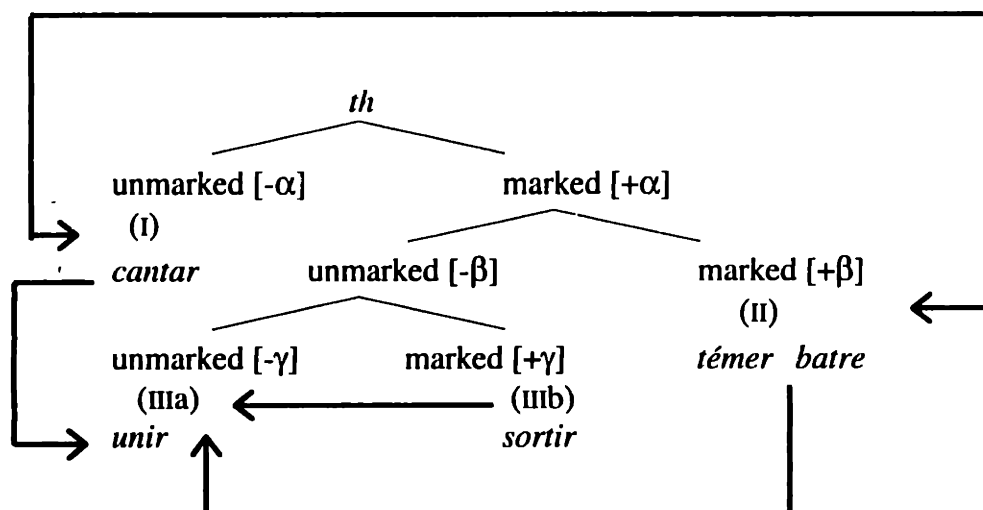 th
unmarked [-α] marked [+α]
(I)
cantar unmarked [-β] marked [+β]
(II)
unmarked [-γ] marked [+γ] témer batre
(IIIa) (IIIb)
unir sortir